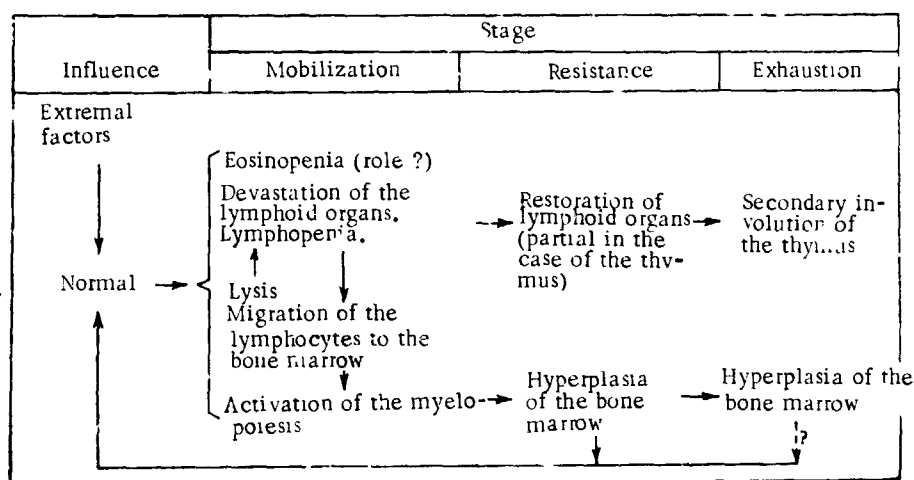 Stage
Influence
Mobilization
Resistance
Exhaustion
Extremal
factors
Normal
Eosinopenia (role ?)
Devastation of the
lymphoid organs.
Lymphopenia.
Lysis
Migration of the
lymphocytes to the
bone marrow
Activation of the myelo-
poiesis
Restoration of
lymphoid organs
(partial in the
case of the thy-
mus)
Hyperplasia
of the bone
marrow
Secondary in-
volution of
the thymus
Hyperplasia of the
bone marrow
?